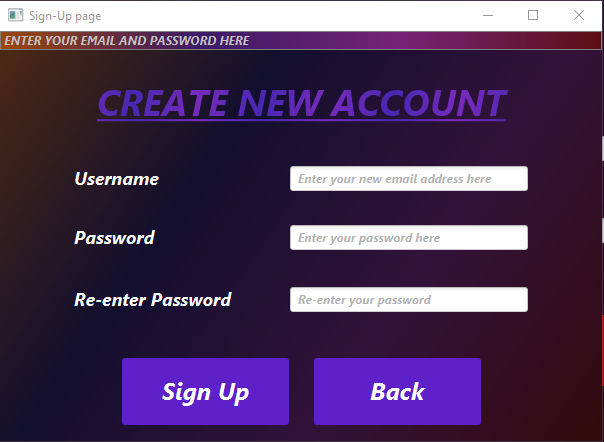 Sign-Up page
ENTER YOUR EMAIL AND PASSWORD HERE
CREATE NEW ACCOUNT
Username Enter your new email address here
Password Enter your password here
Re-enter Password Re-enter your password
Sign Up Back